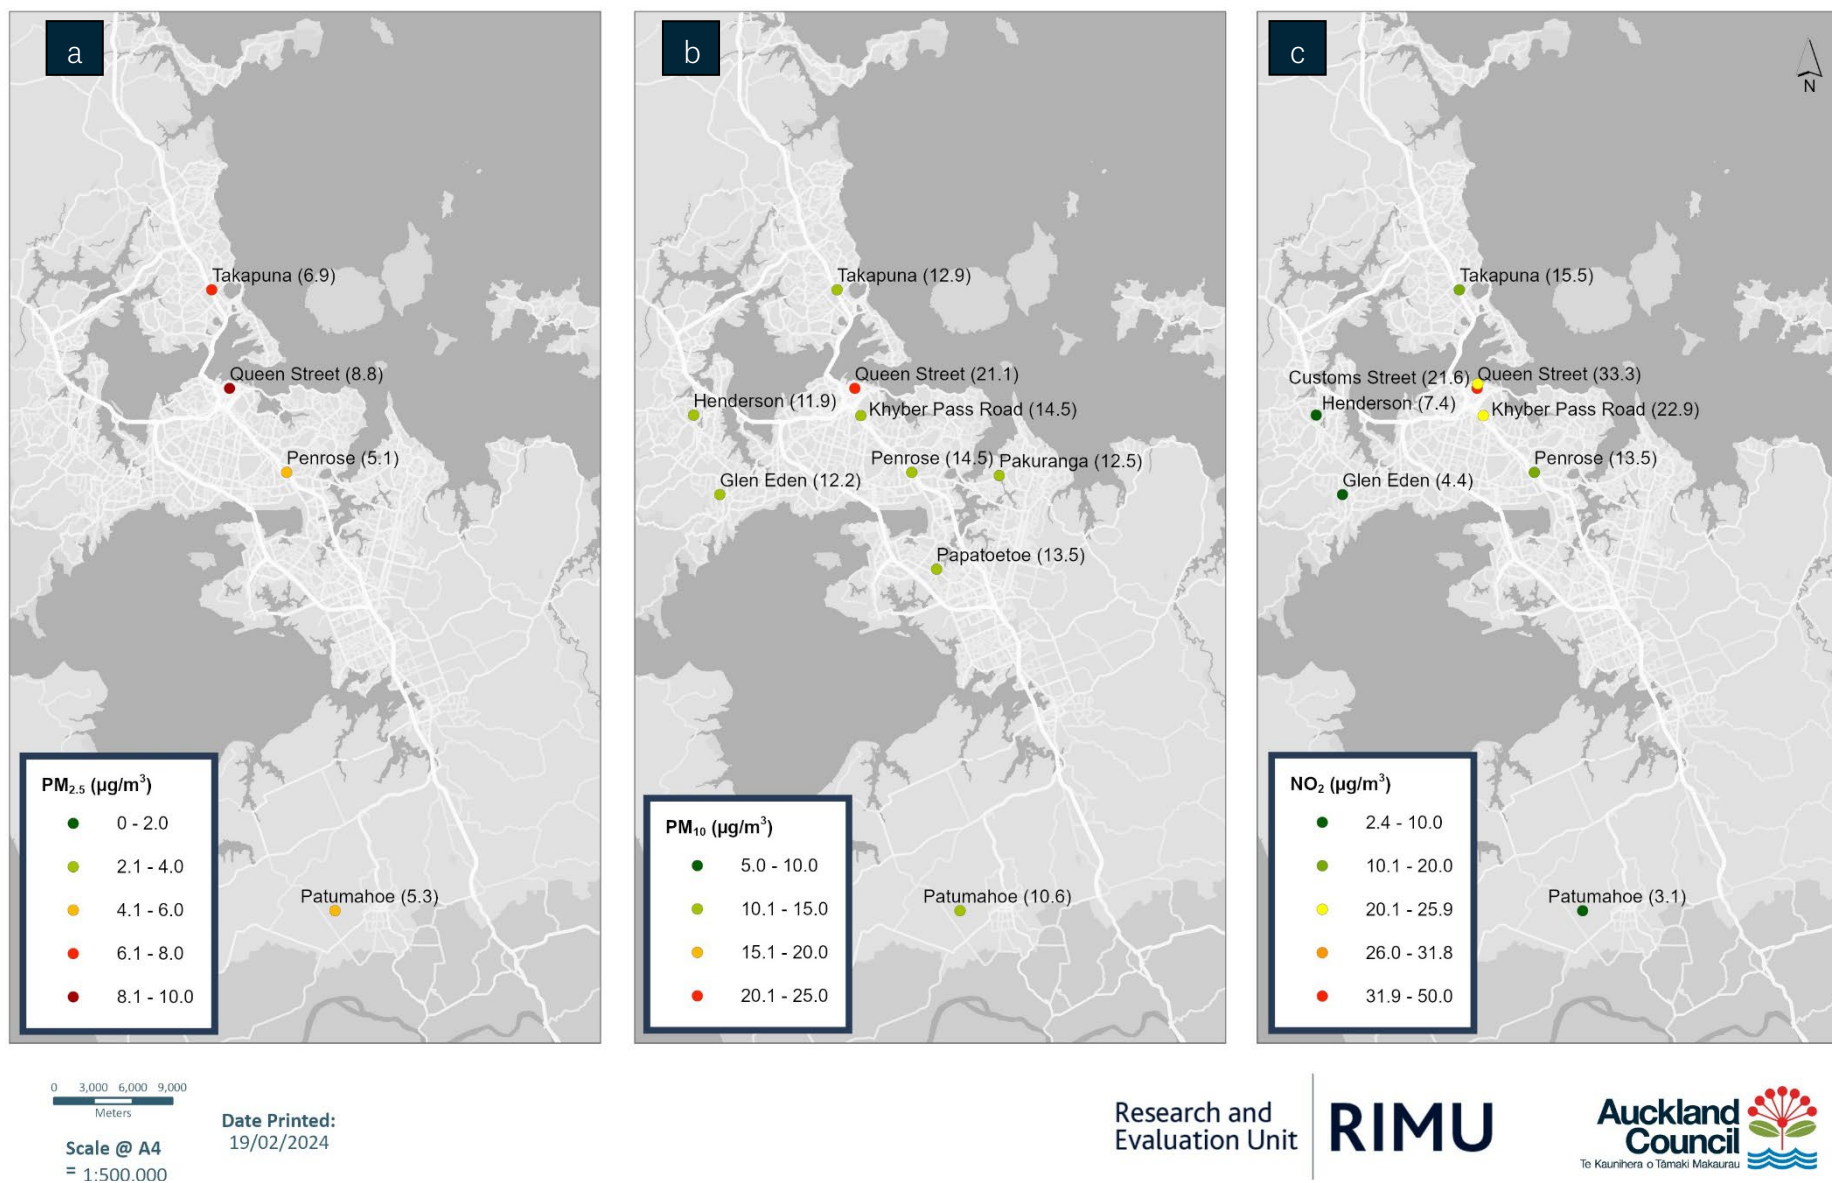 a
Takapuna (6.9)
Queen Street (8.8)
Penrose (5.1)
Patumahoe (5.3)
PM2.5 (µg/m³)
0 - 2.0
2.1 - 4.0
4.1 - 6.0
6.1 - 8.0
8.1 - 10.0
b
Takapuna (12.9)
Queen Street (21.1)
Henderson (11.9)
Khyber Pass Road (14.5)
Penrose (14.5)
Pakuranga (12.5)
Glen Eden (12.2)
Papatoetoe (13.5)
Patumahoe (10.6)
PM10 (µg/m³)
5.0 - 10.0
10.1 - 15.0
15.1 - 20.0
20.1 - 25.0
c
N
Takapuna (15.5)
Customs Street (21.6)
Queen Street (33.3)
Henderson (7.4)
Khyber Pass Road (22.9)
Penrose (13.5)
Glen Eden (4.4)
Patumahoe (3.1)
NO2 (µg/m³)
2.4 - 10.0
10.1 - 20.0
20.1 - 25.9
26.0 - 31.8
31.9 - 50.0
0 3,000 6,000 9,000
Meters
Scale @ A4
= 1:500,000
Date Printed:
19/02/2024
Research and
Evaluation Unit
RIMU
Auckland
Council
Te Kaunihera o Tāmaki Makaurau